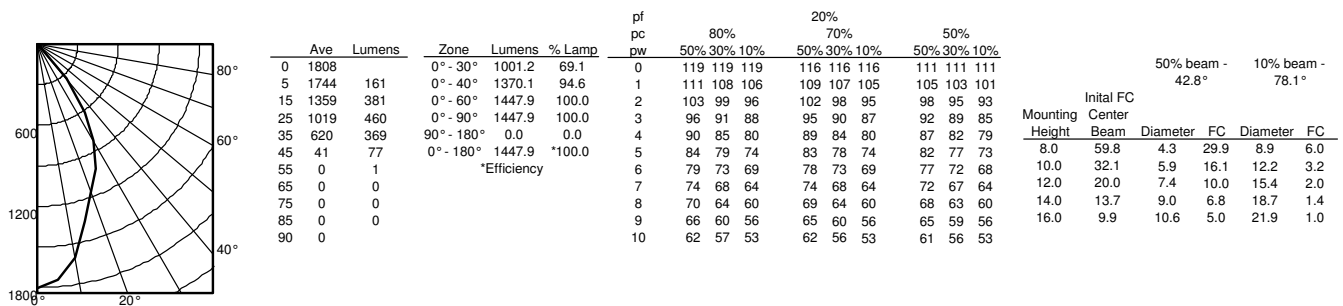 80°
60°
40°
20°
0°
600
1200
1800
Ave Lumens
0 1808
5 1744 161
15 1359 381
25 1019 460
35 620 369
45 41 77
55 0 1
65 0 0
75 0 0
85 0 0
90 0
Zone Lumens % Lamp
0° - 30° 1001.2 69.1
0° - 40° 1370.1 94.6
0° - 60° 1447.9 100.0
0° - 90° 1447.9 100.0
90° - 180° 0.0 0.0
0° - 180° 1447.9 *100.0
*Efficiency
pf 20%
pc 80% 70% 50%
pw 50% 30% 10% 50% 30% 10% 50% 30% 10%
0 119 119 119 116 116 116 111 111 111
1 111 108 106 109 107 105 105 103 101
2 103 99 96 102 98 95 98 95 93
3 96 91 88 95 90 87 92 89 85
4 90 85 80 89 84 80 87 82 79
5 84 79 74 83 78 74 82 77 73
6 79 73 69 78 73 69 77 72 68
7 74 68 64 74 68 64 72 67 64
8 70 64 60 69 64 60 68 63 60
9 66 60 56 65 60 56 65 59 56
10 62 57 53 62 56 53 61 56 53
50% beam - 10% beam -
42.8° 78.1°
Inital FC
Mounting Center
Height Beam Diameter FC Diameter FC
8.0 59.8 4.3 29.9 8.9 6.0
10.0 32.1 5.9 16.1 12.2 3.2
12.0 20.0 7.4 10.0 15.4 2.0
14.0 13.7 9.0 6.8 18.7 1.4
16.0 9.9 10.6 5.0 21.9 1.0